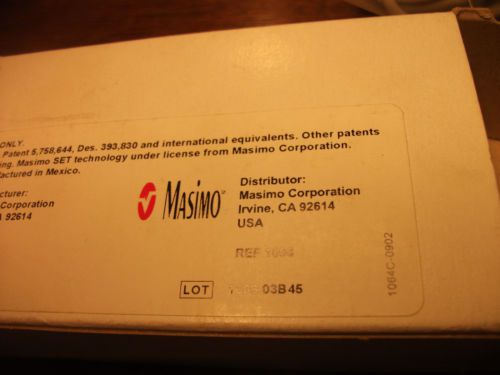 ONLY.
Patent 5,758,644, Des. 393,830 and international equivalents. Other patents
ing. Masimo SET technology under license from Masimo Corporation.
factured in Mexico.
cturer:
Corporation
A 92614
MASIMO
Distributor:
Masimo Corporation
Irvine, CA 92614
USA
REF
LOT 03B45
1064C-0902